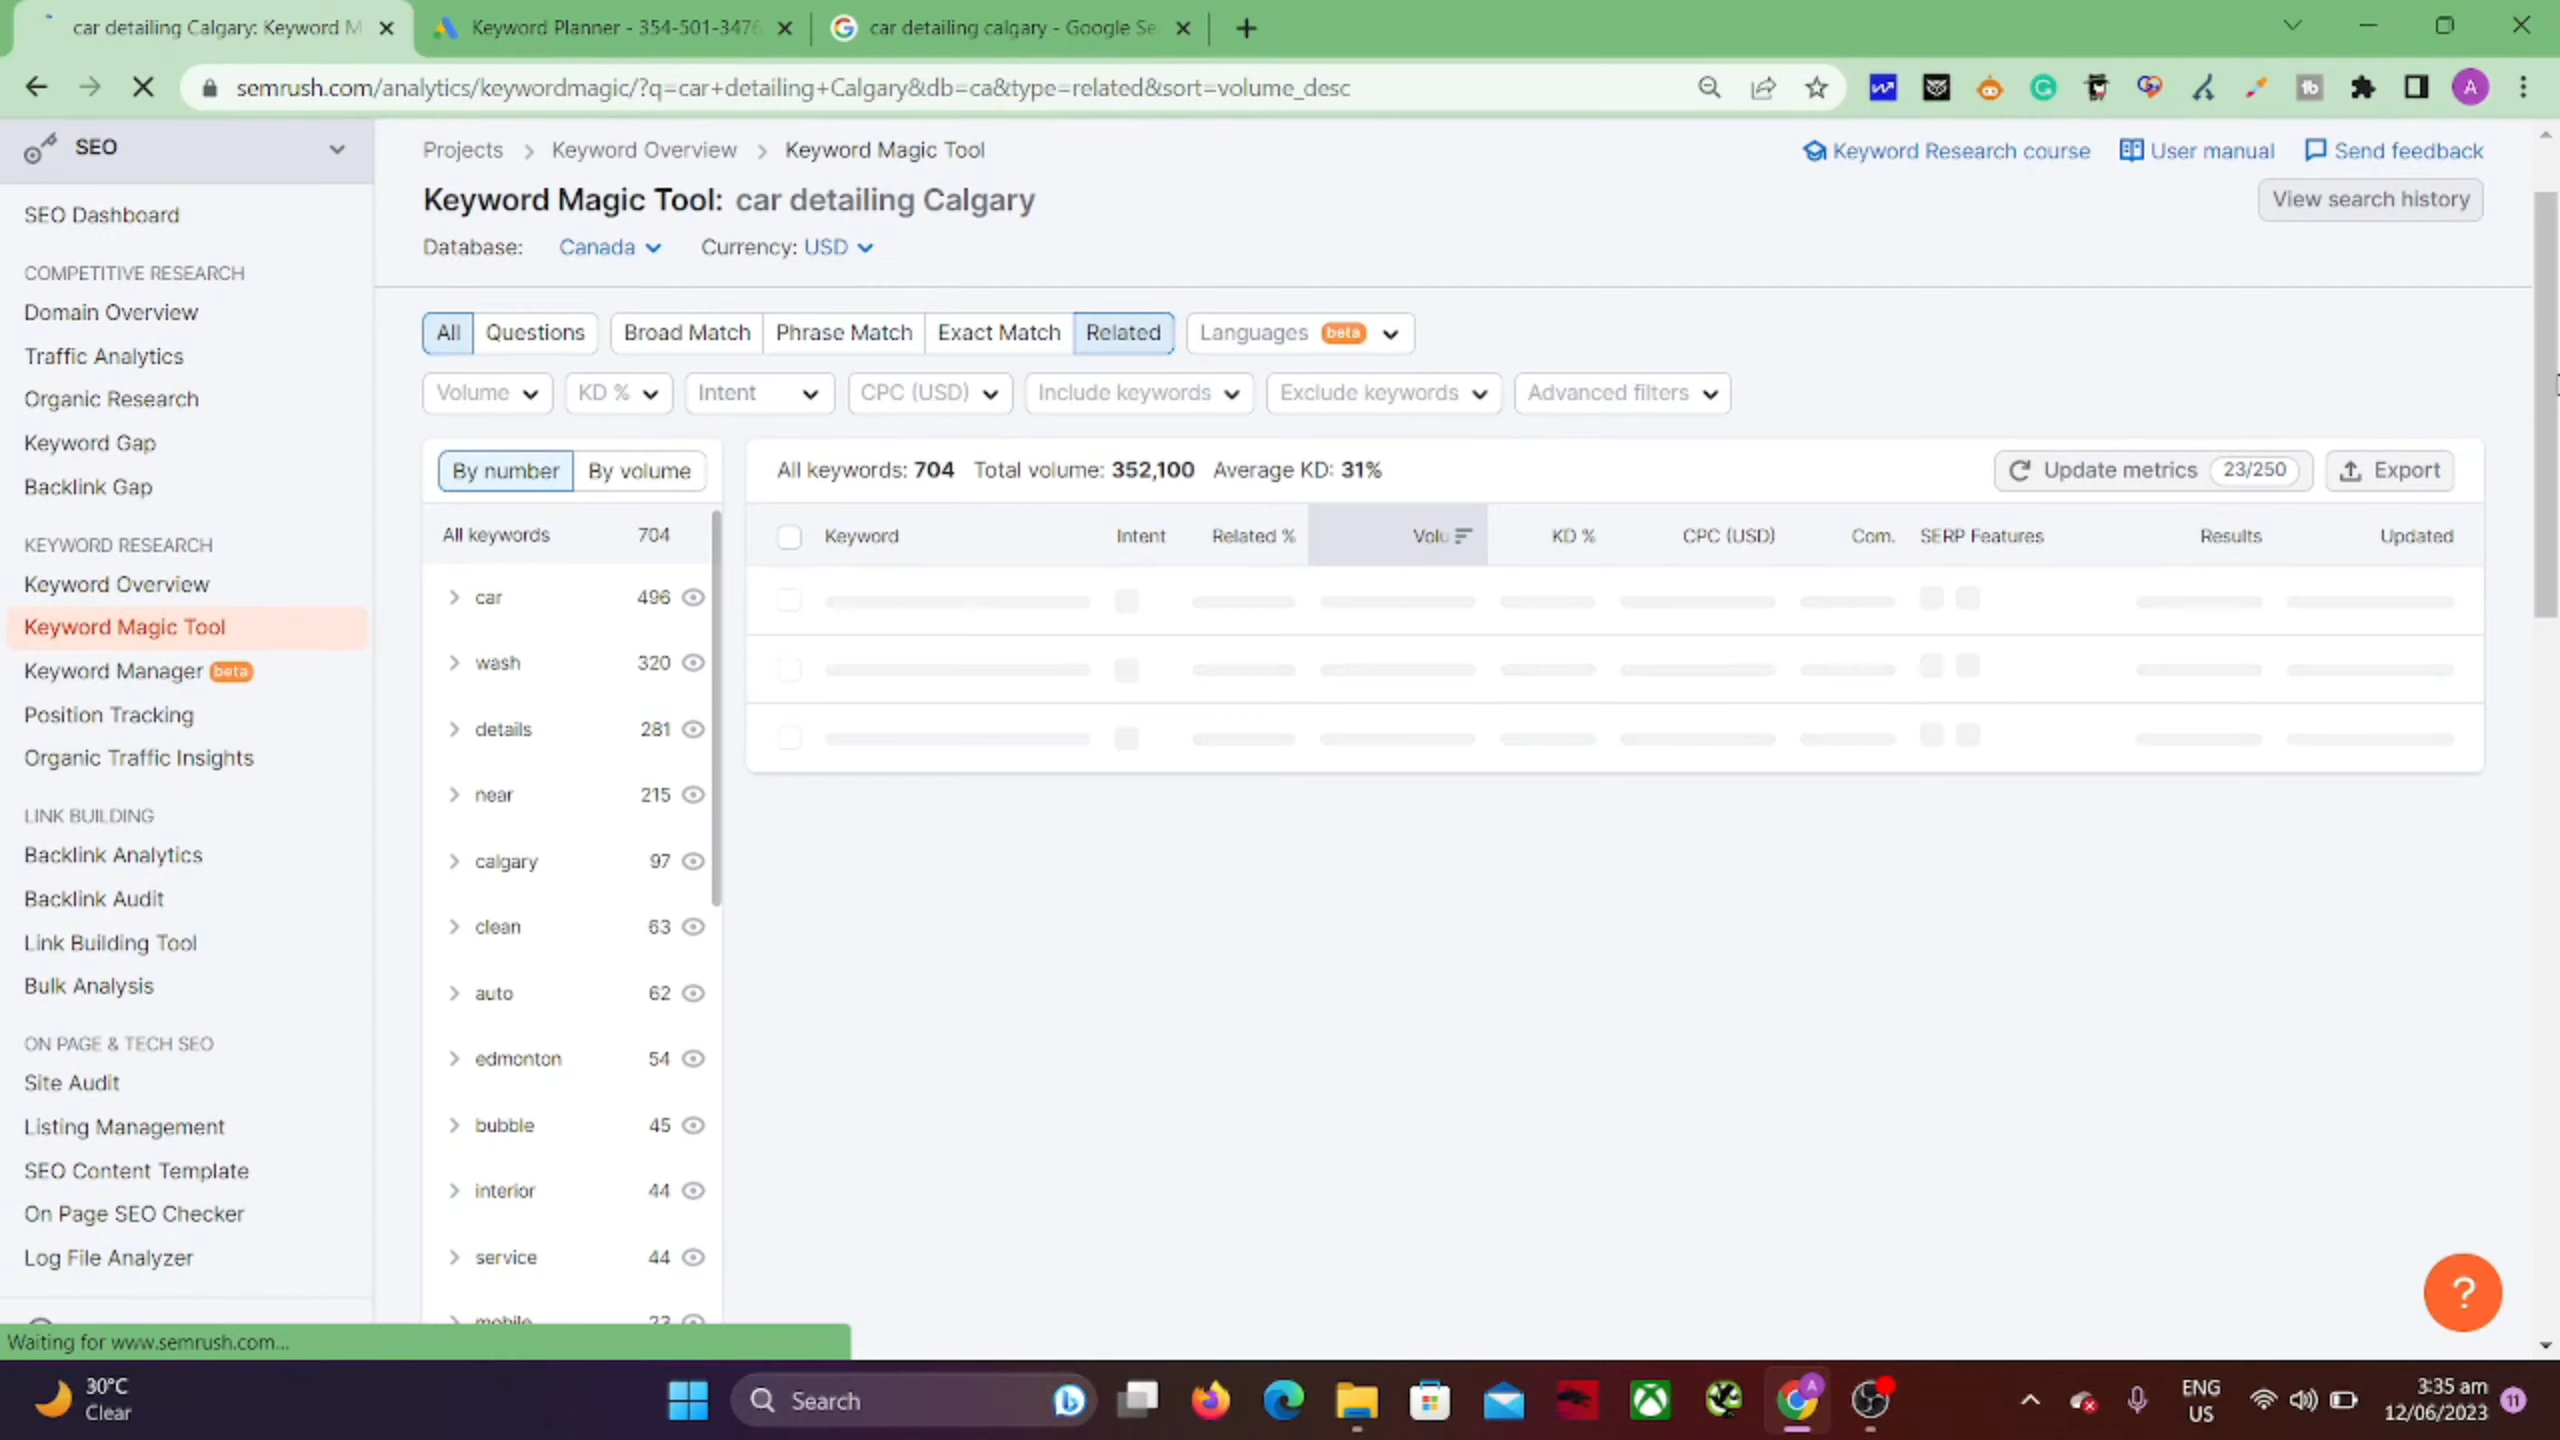 car detailing Calgary: Keyword M
Keyword Planner - 354-501-3476
car detailing calgary - Google Se
semrush.com/analytics/keywordmagic/?q=car+detailing+Calgary&db=ca&type=related&sort=volume_desc
A
SEO
SEO Dashboard
COMPETITIVE RESEARCH
Domain Overview
Traffic Analytics
Organic Research
Keyword Gap
Backlink Gap
KEYWORD RESEARCH
Keyword Overview
Keyword Magic Tool
Keyword Manager beta
Position Tracking
Organic Traffic Insights
LINK BUILDING
Backlink Analytics
Backlink Audit
Link Building Tool
Bulk Analysis
ON PAGE & TECH SEO
Site Audit
Listing Management
SEO Content Template
On Page SEO Checker
Log File Analyzer
Projects > Keyword Overview > Keyword Magic Tool
Keyword Research course User manual Send feedback
Keyword Magic Tool: car detailing Calgary
View search history
Database: Canada Currency: USD
All Questions Broad Match Phrase Match Exact Match Related Languages beta
Volume KD % Intent CPC (USD) Include keywords Exclude keywords Advanced filters
By number By volume
All keywords: 704 Total volume: 352,100 Average KD: 31%
Update metrics 23/250 Export
All keywords 704
Keyword Intent Related % Volu KD % CPC (USD) Com. SERP Features Results Updated
car 496
wash 320
details 281
near 215
calgary 97
clean 63
auto 62
edmonton 54
bubble 45
interior 44
service 44
mobile 23
?
Waiting for www.semrush.com...
30°C
Clear
Search
A
ENG
US
3:35 am
12/06/2023
11